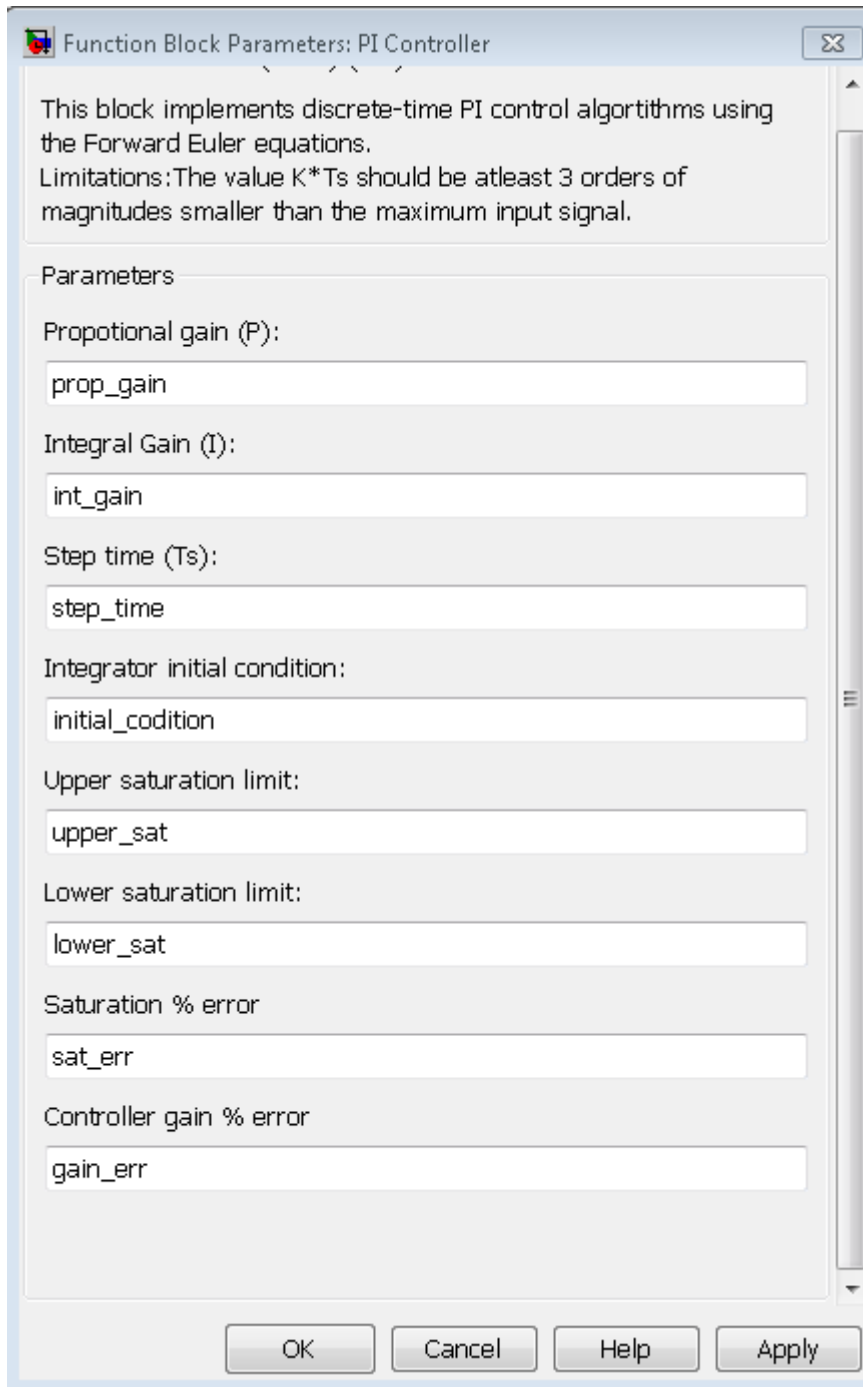 Function Block Parameters: PI Controller
This block implements discrete-time PI control algortithms using
the Forward Euler equations.
Limitations:The value K*Ts should be atleast 3 orders of
magnitudes smaller than the maximum input signal.
Parameters
Propotional gain (P):
prop_gain
Integral Gain (I):
int_gain
Step time (Ts):
step_time
Integrator initial condition:
initial_codition
Upper saturation limit:
upper_sat
Lower saturation limit:
lower_sat
Saturation % error
sat_err
Controller gain % error
gain_err
OK Cancel Help Apply